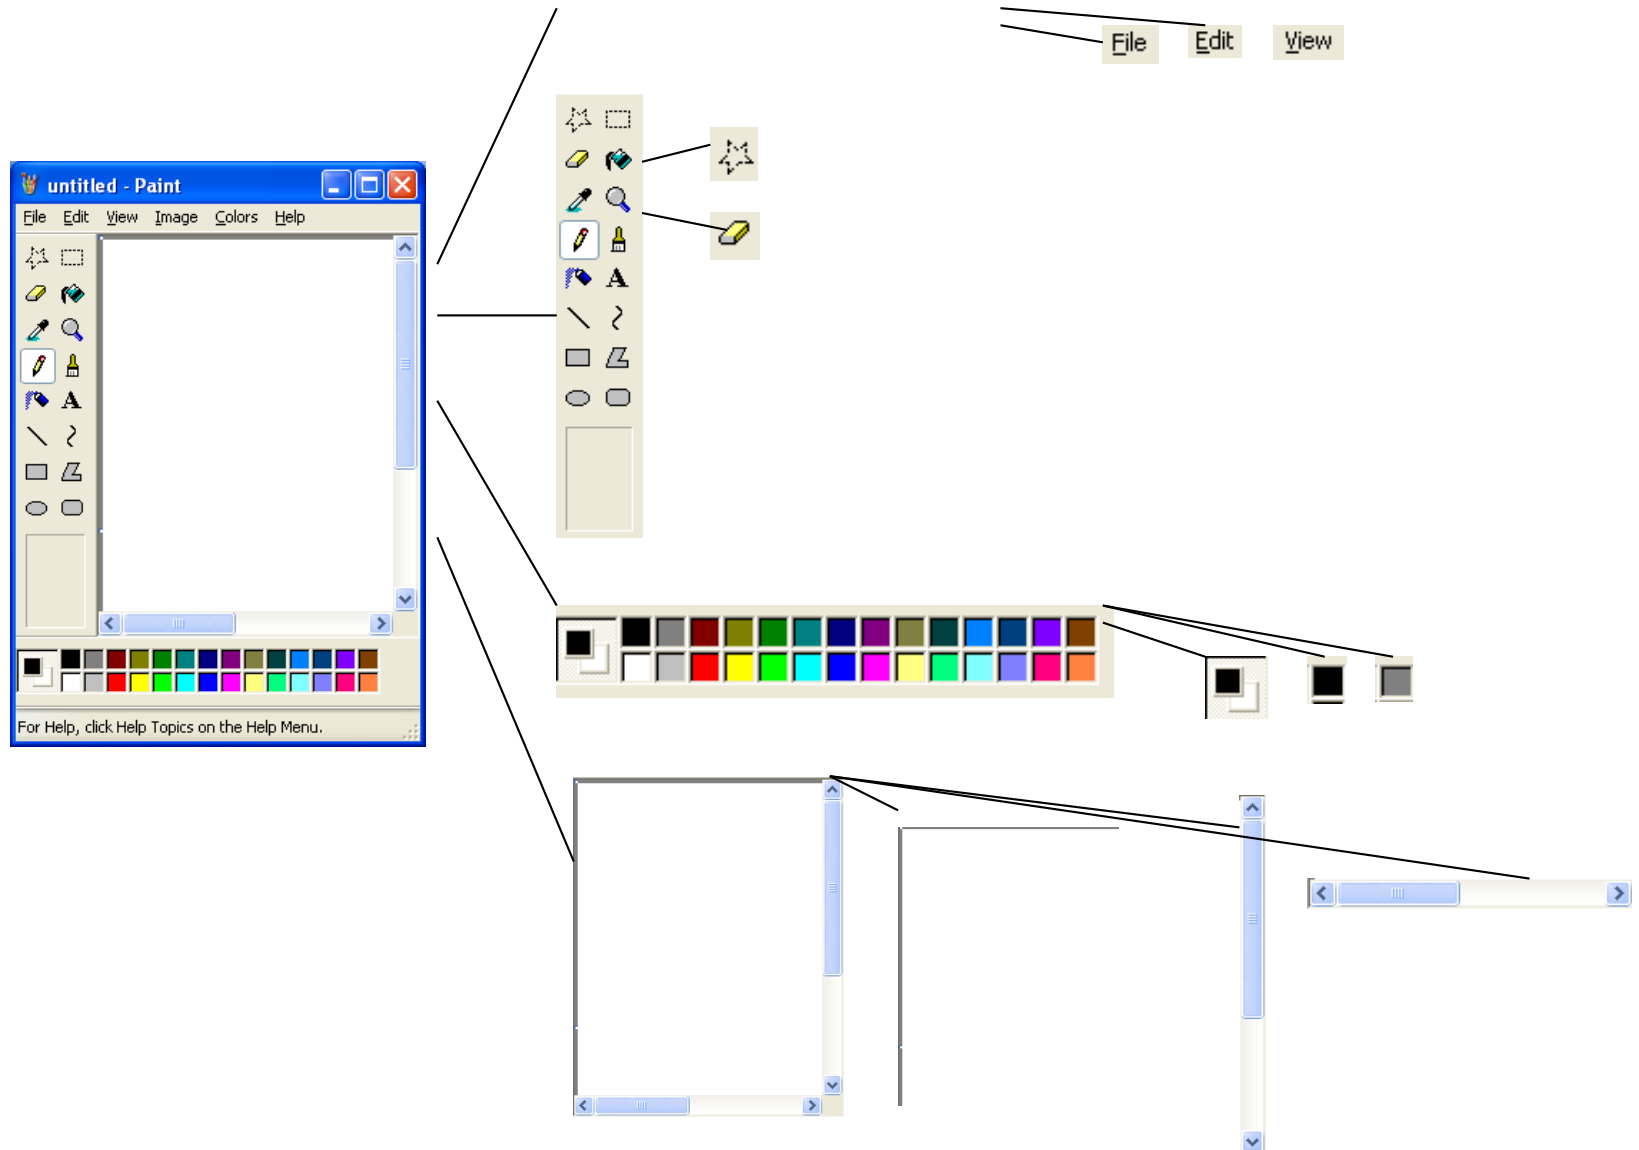 File Edit View
untitled - Paint
File Edit View Image Colors Help
A
A
For Help, click Help Topics on the Help Menu.